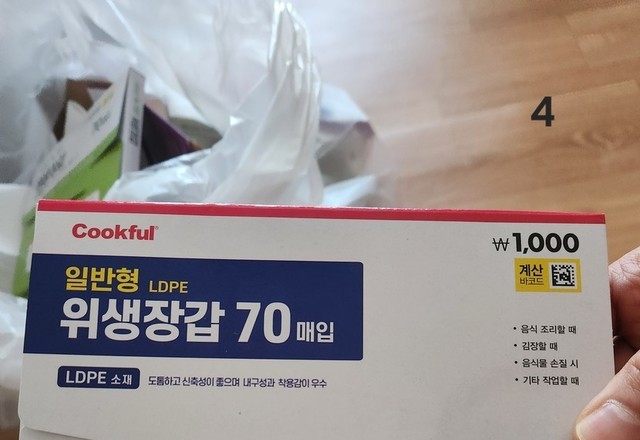 4
Cookful
₩1,000
계산
바코드
일반형 LDPE
위생장갑 70 매입
LDPE 소재 도톰하고 신축성이 좋으며 내구성과 착용감이 우수
• 음식 조리할 때
• 김장할 때
• 음식물 손질 시
• 기타 작업할 때